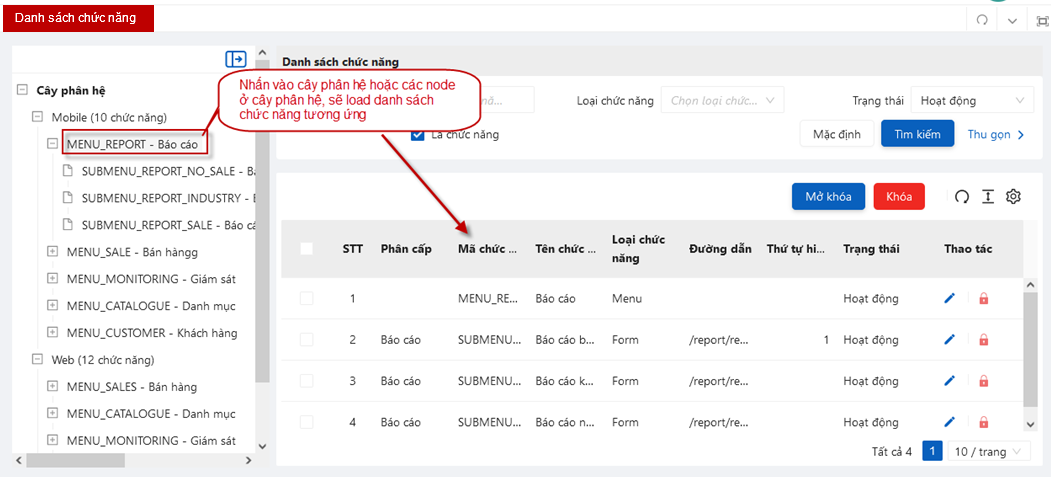 Danh sách chức năng
Cây phân hệ
Mobile (10 chức năng)
MENU_REPORT - Báo cáo
SUBMENU_REPORT_NO_SALE - Bá
SUBMENU_REPORT_INDUSTRY - B
SUBMENU_REPORT_SALE - Báo cá
MENU_SALE - Bán hàngg
MENU_MONITORING - Giám sát
MENU_CATALOGUE - Danh mục
MENU_CUSTOMER - Khách hàng
Web (12 chức năng)
MENU_SALES - Bán hàng
MENU_CATALOGUE - Danh mục
MENU_MONITORING - Giám sát
Danh sách chức năng
Nhấn vào cây phân hệ hoặc các node
ở cây phân hệ, sẽ load danh sách
chức năng tương ứng
Loại chức năng Chọn loại chức... Trạng thái Hoạt động
Là chức năng Mặc định Tìm kiếm Thu gọn
Mở khóa Khóa
STT Phân cấp Mã chức ... Tên chức ... Loại chức năng Đường dẫn Thứ tự hi... Trạng thái Thao tác
1 MENU_RE... Báo cáo Menu Hoạt động
2 Báo cáo SUBMENU... Báo cáo b... Form /report/re... 1 Hoạt động
3 Báo cáo SUBMENU... Báo cáo k... Form /report/re... Hoạt động
4 Báo cáo SUBMENU... Báo cáo n... Form /report/re... Hoạt động
Tất cả 4 1 10 / trang